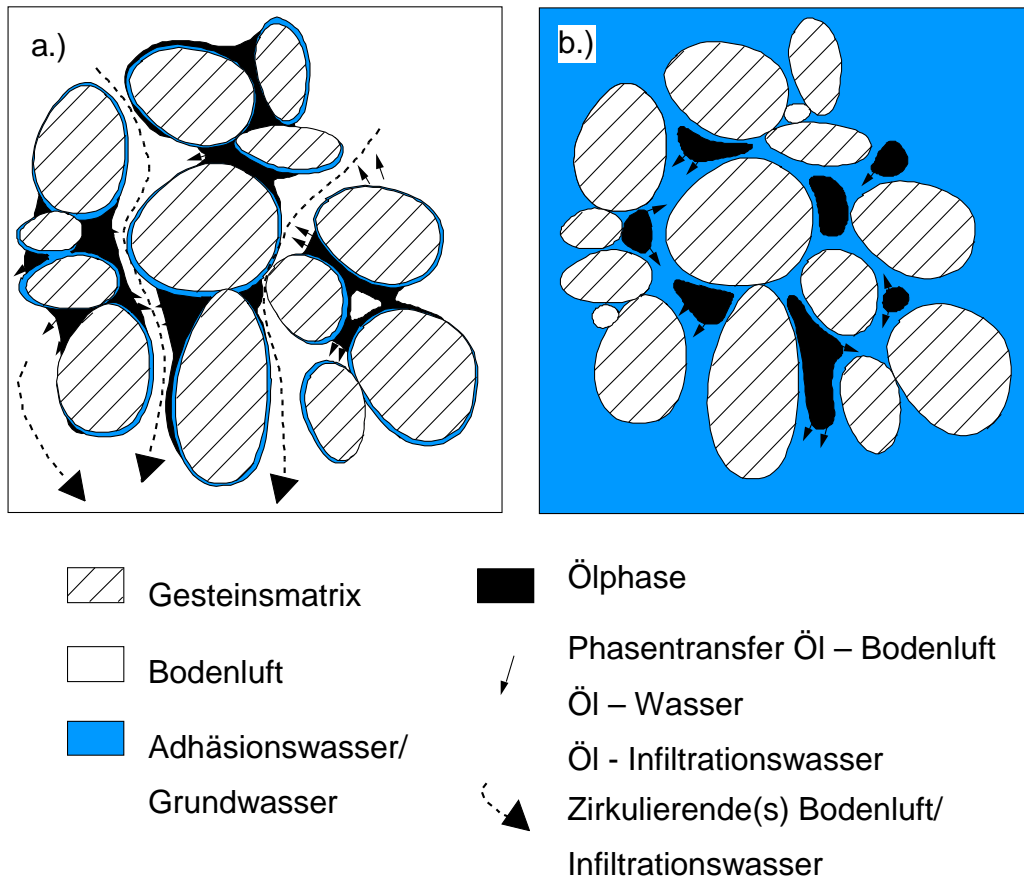 a.)
b.)
Gesteinsmatrix
Bodenluft
Adhäsionswasser/
Grundwasser
Ölphase
Phasentransfer Öl – Bodenluft
Öl – Wasser
Öl - Infiltrationswasser
Zirkulierende(s) Bodenluft/
Infiltrationswasser